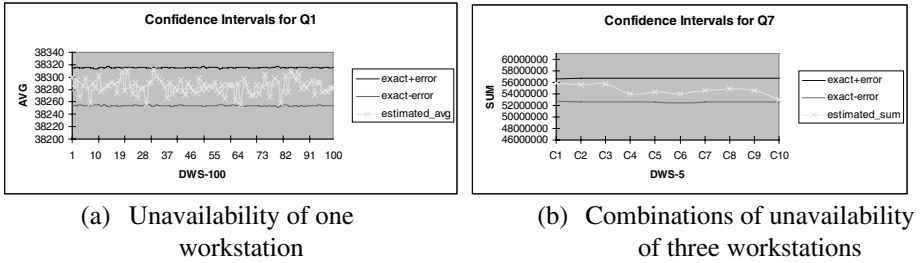 Confidence Intervals for Q1
38340
38320
38300
38280
38260
38240
38220
38200
AVG
1 10 19 28 37 46 55 64 73 82 91 100
DWS-100
exact+error
exact-error
estimated_avg
(a) Unavailability of one
workstation
Confidence Intervals for Q7
60000000
58000000
56000000
54000000
52000000
50000000
48000000
46000000
SUM
C1 C2 C3 C4 C5 C6 C7 C8 C9 C10
DWS-5
exact+error
exact-error
estimated_sum
(b) Combinations of unavailability
of three workstations